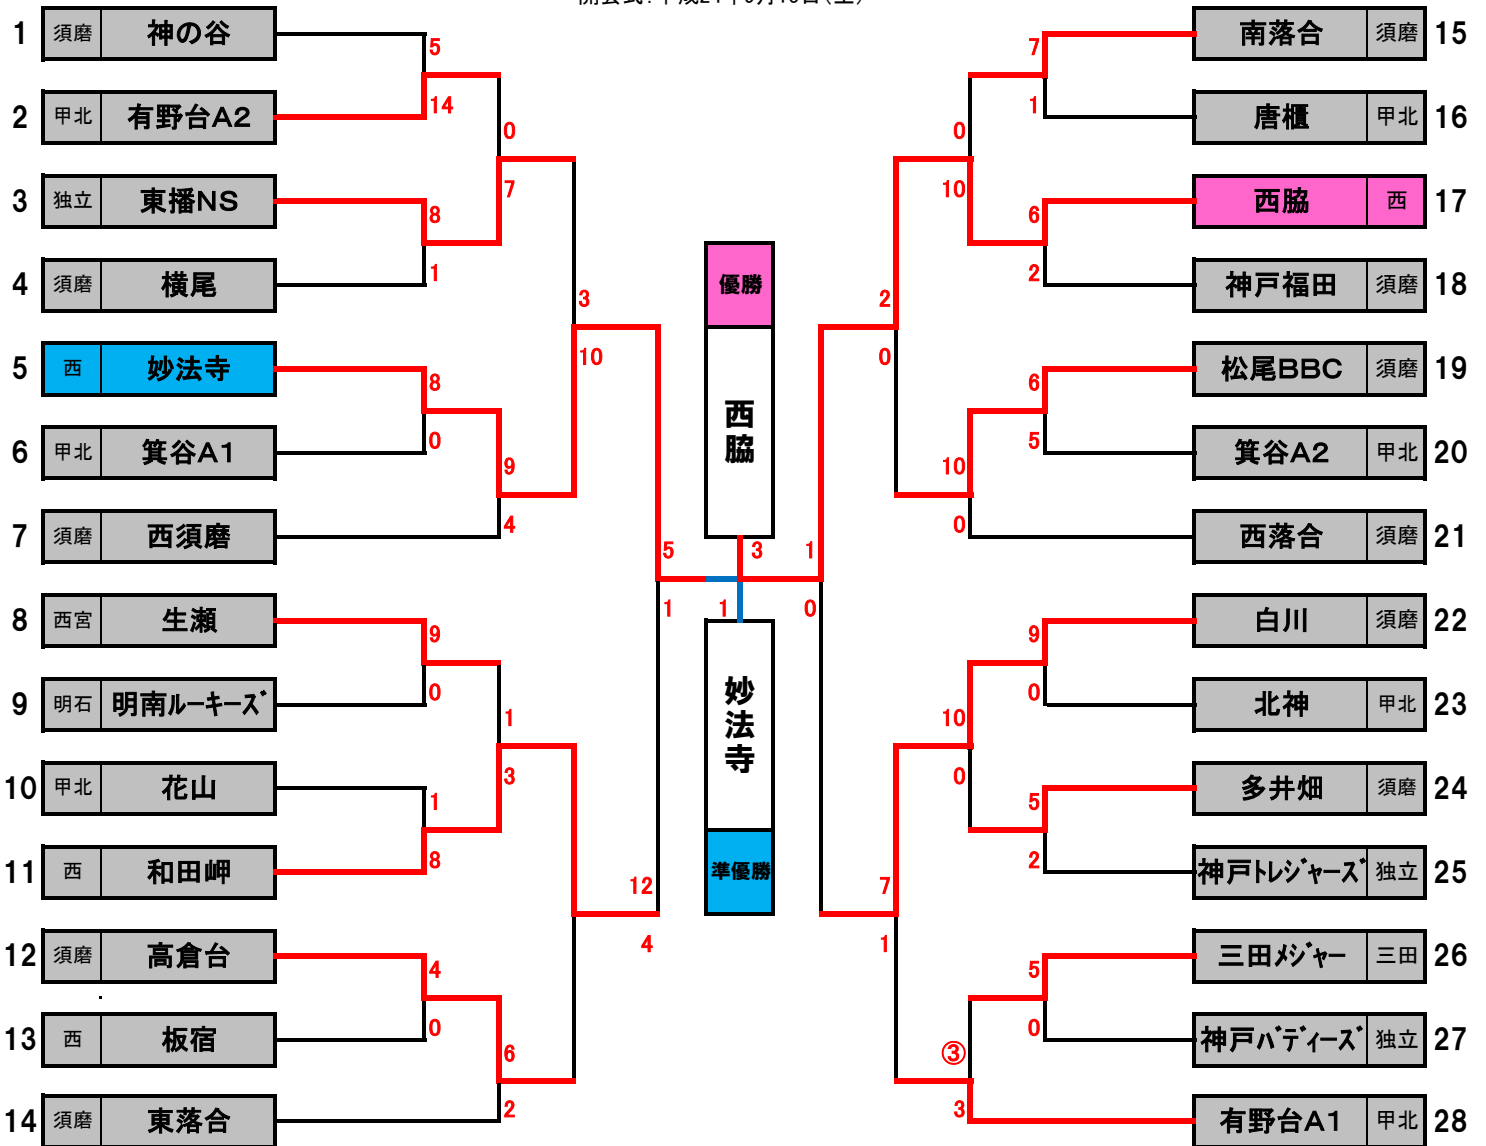 1 須磨 神の谷
2 甲北 有野台A2
3 独立 東播NS
4 須磨 横尾
5 西 妙法寺
6 甲北 箕谷A1
7 須磨 西須磨
8 西宮 生瀬
9 明石 明南ルーキーズ
10 甲北 花山
11 西 和田岬
12 須磨 高倉台
13 西 板宿
14 須磨 東落合
5
14
8
1
8
0
9
0
1
8
4
0
0
7
9
4
1
3
6
2
3
10
12
4
5
1
優勝
西脇
3
1
妙法寺
準優勝
1
0
2
0
7
1
0
10
10
0
10
0
③
3
7
1
6
2
6
5
9
0
5
2
5
0
南落合 須磨 15
唐櫃 甲北 16
西脇 西 17
神戸福田 須磨 18
松尾BBC 須磨 19
箕谷A2 甲北 20
西落合 須磨 21
白川 須磨 22
北神 甲北 23
多井畑 須磨 24
神戸トレジャーズ 独立 25
三田メジャー 三田 26
神戸バディーズ 独立 27
有野台A1 甲北 28